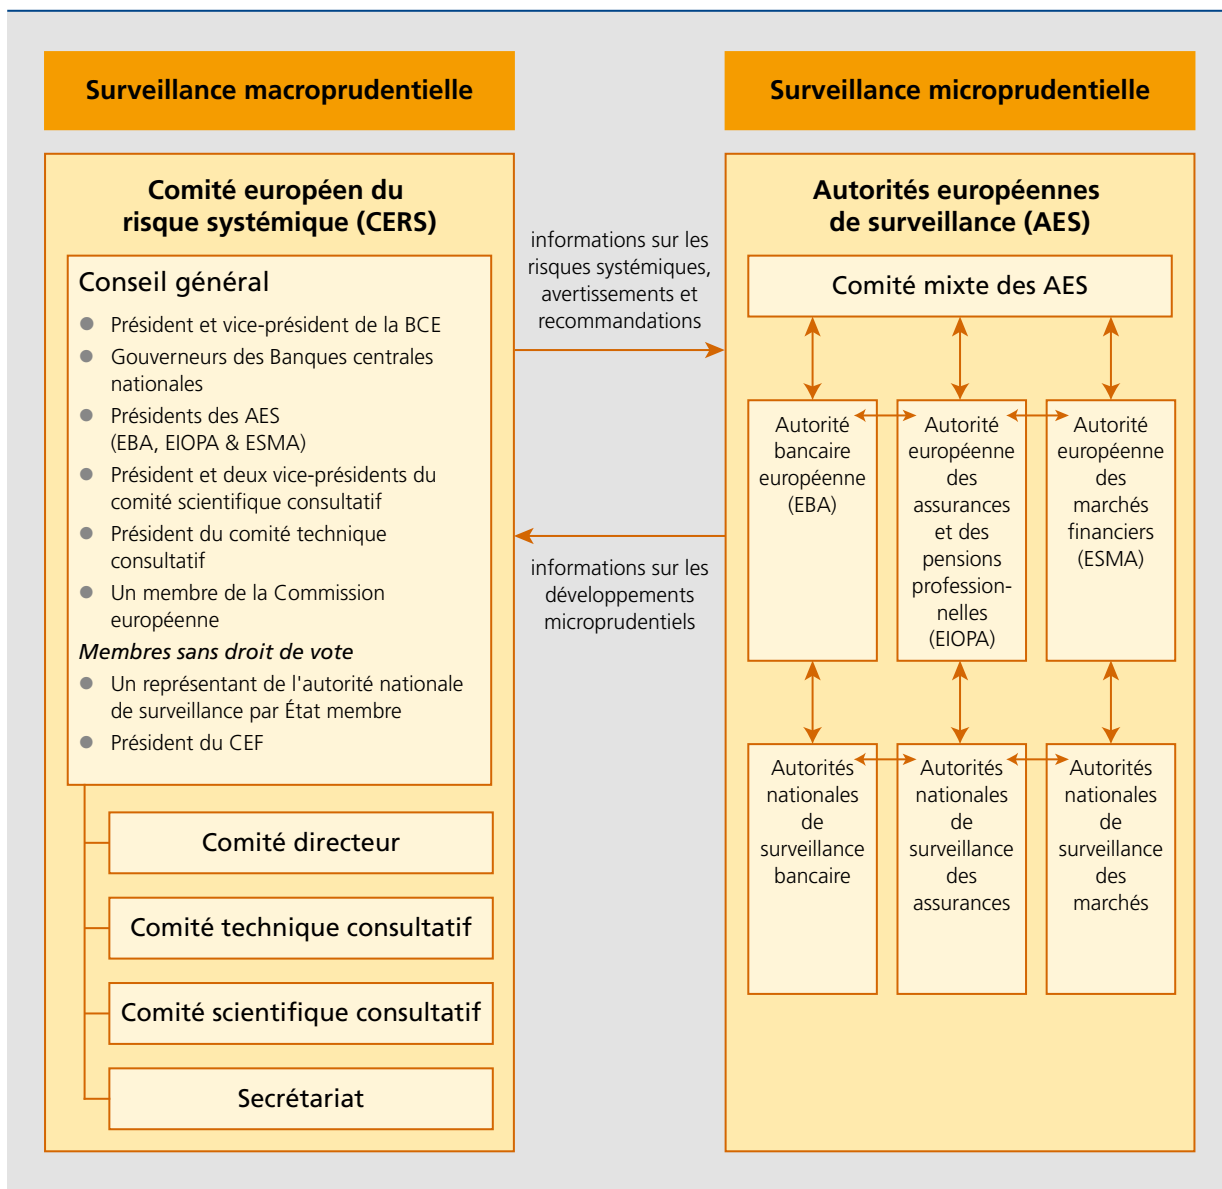 Surveillance macroprudentielle
Comité européen du
risque systémique (CERS)
Conseil général
Président et vice-président de la BCE
Gouverneurs des Banques centrales
nationales
Présidents des AES
(EBA, EIOPA & ESMA)
Président et deux vice-présidents du
comité scientifique consultatif
Président du comité technique
consultatif
Un membre de la Commission
européenne
Membres sans droit de vote
Un représentant de l'autorité nationale
de surveillance par État membre
Président du CEF
Comité directeur
Comité technique consultatif
Comité scientifique consultatif
Secrétariat
informations sur les
risques systémiques,
avertissements et
recommandations
informations sur les
développements
microprudentiels
Surveillance microprudentielle
Autorités européennes
de surveillance (AES)
Comité mixte des AES
Autorité
bancaire
européenne
(EBA)
Autorité
européenne
des
assurances
et des
pensions
profession-
nelles
(EIOPA)
Autorité
européenne
des
marchés
financiers
(ESMA)
Autorités
nationales
de
surveillance
bancaire
Autorités
nationales
de
surveillance
des
assurances
Autorités
nationales
de
surveillance
des
marchés